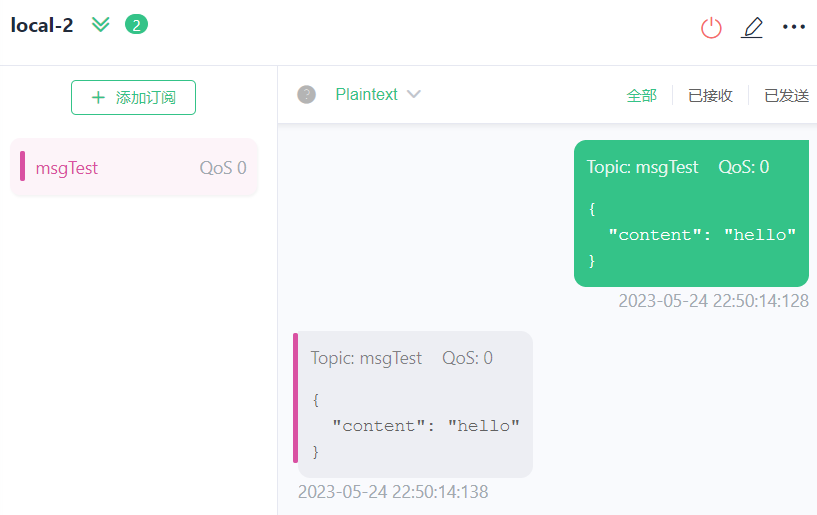 local-2 2
+ 添加订阅
? Plaintext 全部 已接收 已发送
msgTest QoS 0
Topic: msgTest QoS: 0
{
"content": "hello"
}
2023-05-24 22:50:14:128
Topic: msgTest QoS: 0
{
"content": "hello"
}
2023-05-24 22:50:14:138